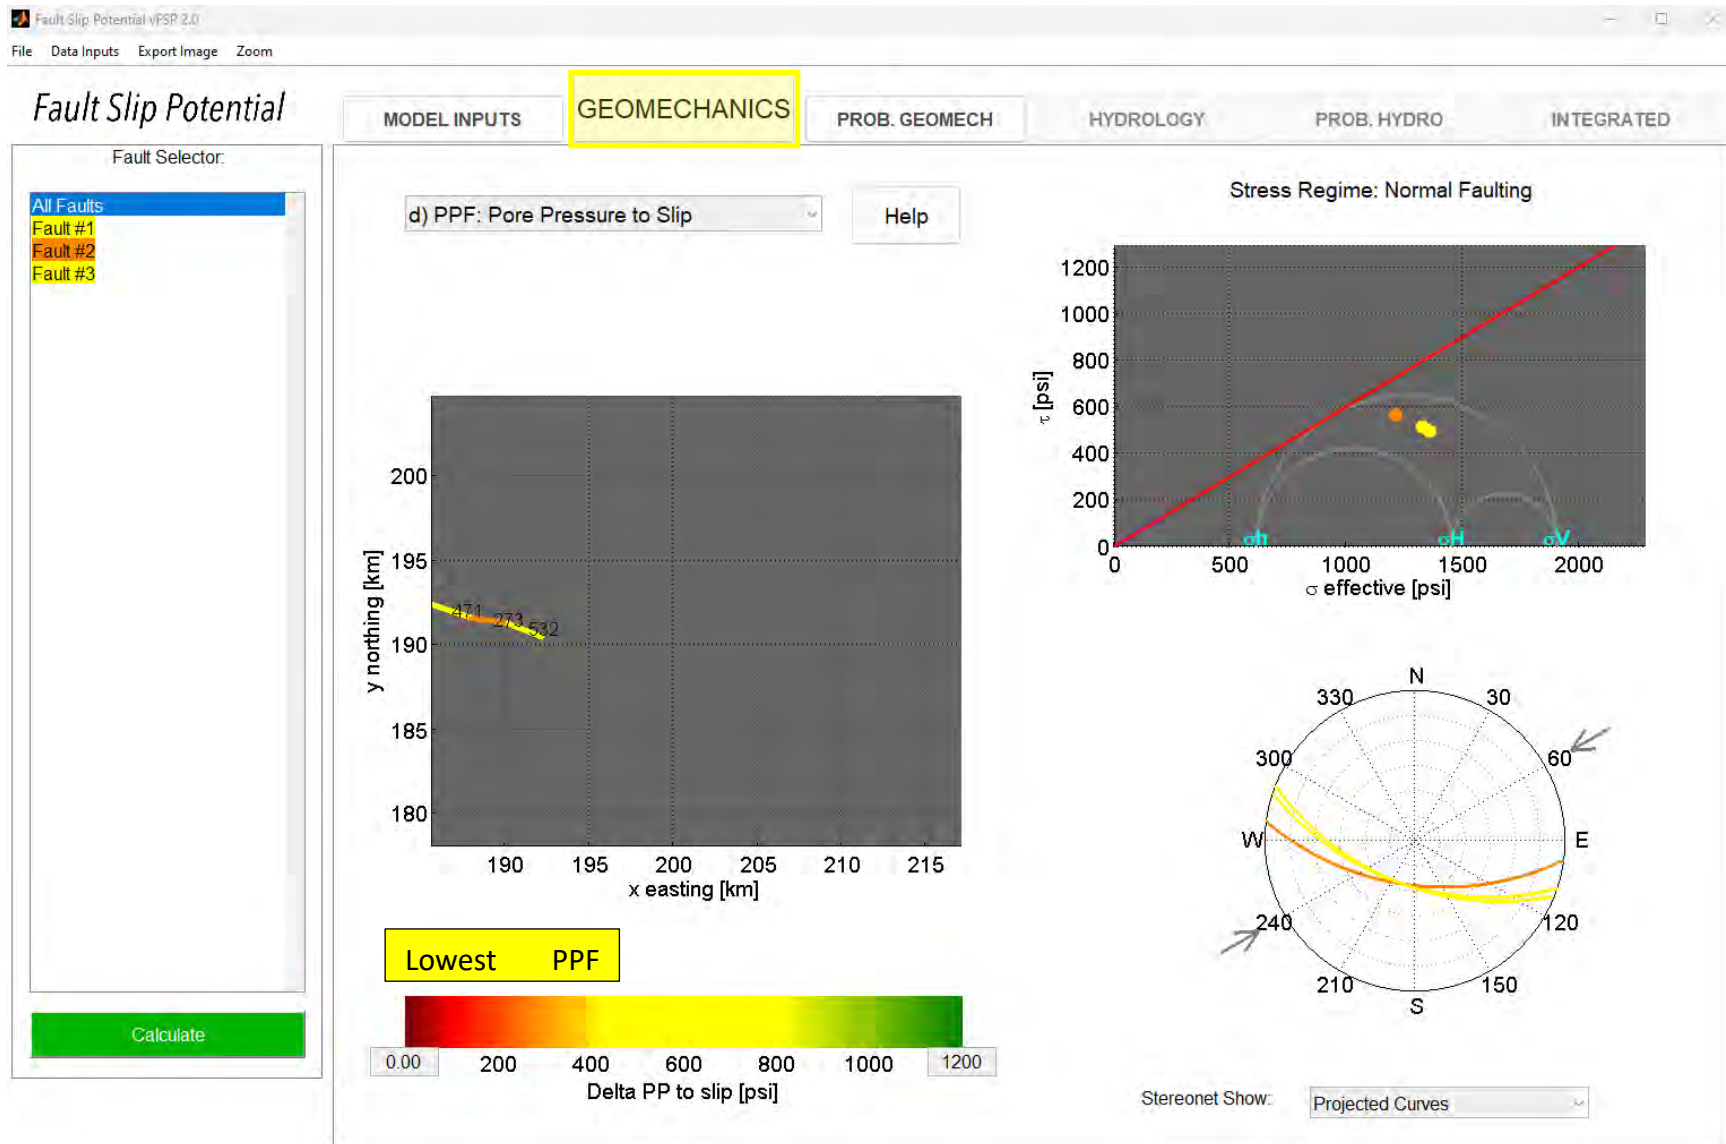 Fault Slip Potential vFSP 2.0
File Data Inputs Export Image Zoom
Fault Slip Potential
MODEL INPUTS GEOMECHANICS PROB. GEOMECH HYDROLOGY PROB. HYDRO INTEGRATED
Fault Selector:
All Faults
Fault #1
Fault #2
Fault #3
Calculate
d) PPF: Pore Pressure to Slip
Help
200
195
190
185
180
y northing [km]
471 273 532
190 195 200 205 210 215
x easting [km]
Lowest PPF
0.00 200 400 600 800 1000 1200
Delta PP to slip [psi]
Stress Regime: Normal Faulting
1200
1000
800
600
400
200
0
τ [psi]
σh σH σV
0 500 1000 1500 2000
σ effective [psi]
N
330 30
300 60
W E
240 120
210 150
S
Stereonet Show: Projected Curves